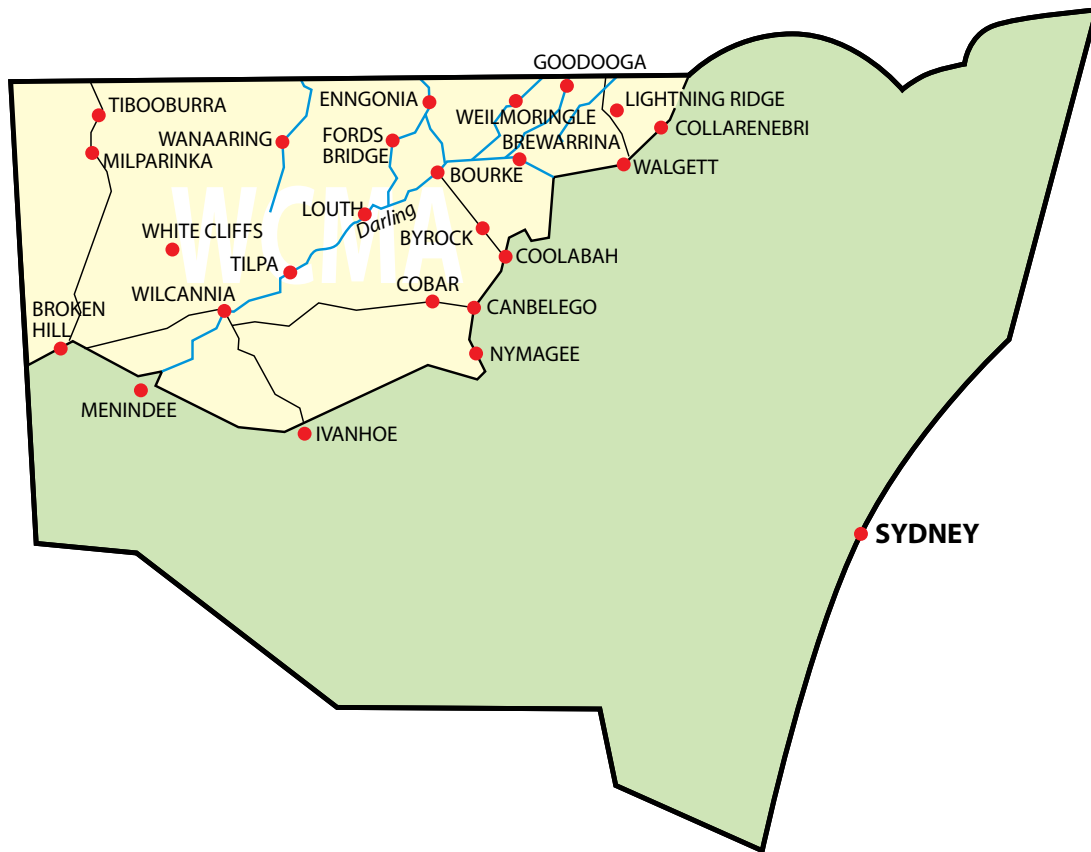 GOODOOGA
TIBOOBURRA
ENNGONIA
LIGHTNING RIDGE
WEILMORINGLE
COLLARENEBRI
WANAARING
FORDS
BRIDGE
BREWARRINA
MILPARINKA
BOURKE
WALGETT
WCMA
LOUTH
Darling
WHITE CLIFFS
BYROCK
COOLABAH
TILPA
WILCANNIA
COBAR
CANBELEGO
BROKEN
HILL
NYMAGEE
MENINDEE
IVANHOE
SYDNEY